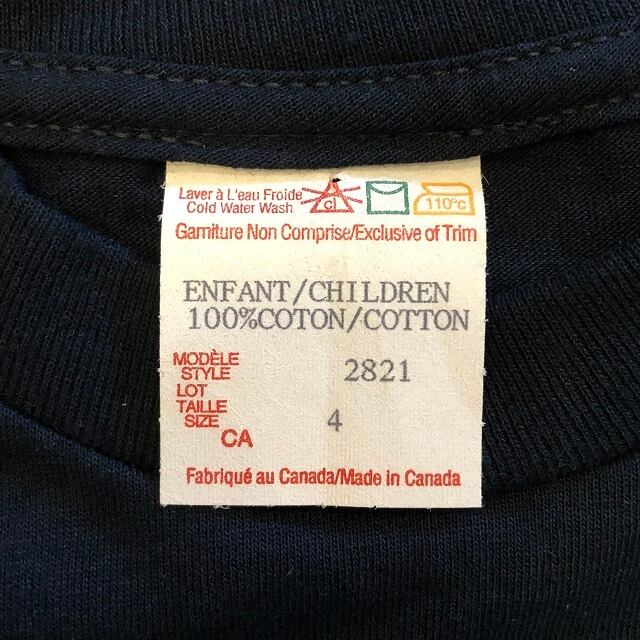 Laver à L'eau Froide
Cold Water Wash
cl
110°c
Garniture Non Comprise/Exclusive of Trim
ENFANT/CHILDREN
100%COTON/COTTON
MODÈLE
STYLE 2821
LOT
TAILLE
SIZE 4
CA
Fabriqué au Canada/Made in Canada